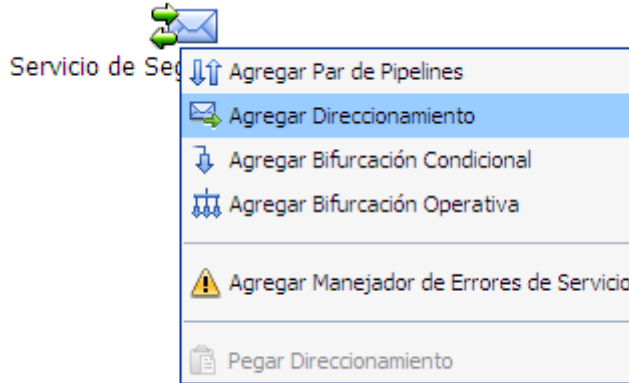 Servicio de
Agregar Par de Pipelines
Agregar Direccionamiento
Agregar Bifurcación Condicional
Agregar Bifurcación Operativa
Agregar Manejador de Errores de Servicio
Pegar Direccionamiento